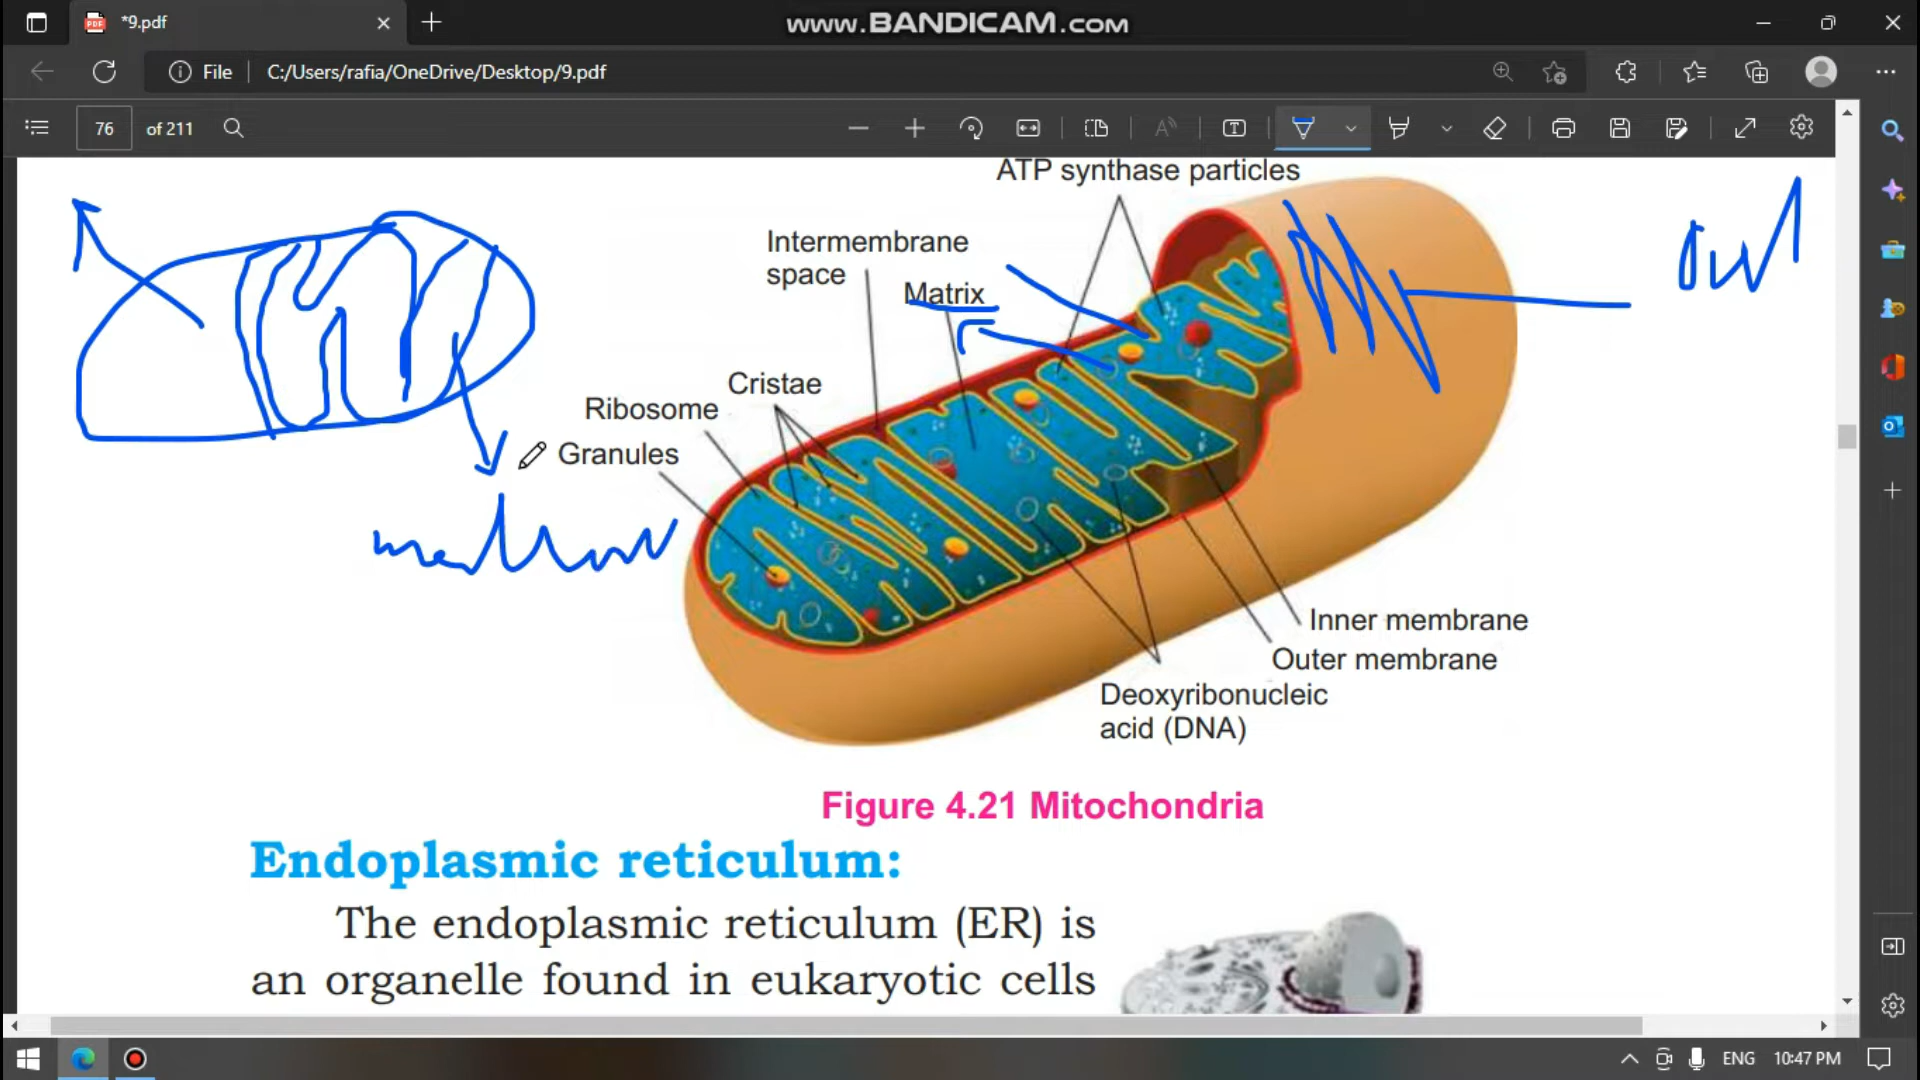 *9.pdf
www.BANDICAM.com
File
C:/Users/rafia/OneDrive/Desktop/9.pdf
76 of 211
ATP synthase particles
Intermembrane
space
Matrix
Cristae
Ribosome
Granules
Inner membrane
Outer membrane
Deoxyribonucleic
acid (DNA)
Figure 4.21 Mitochondria
Endoplasmic reticulum:
The endoplasmic reticulum (ER) is
an organelle found in eukaryotic cells
ENG 10:47 PM